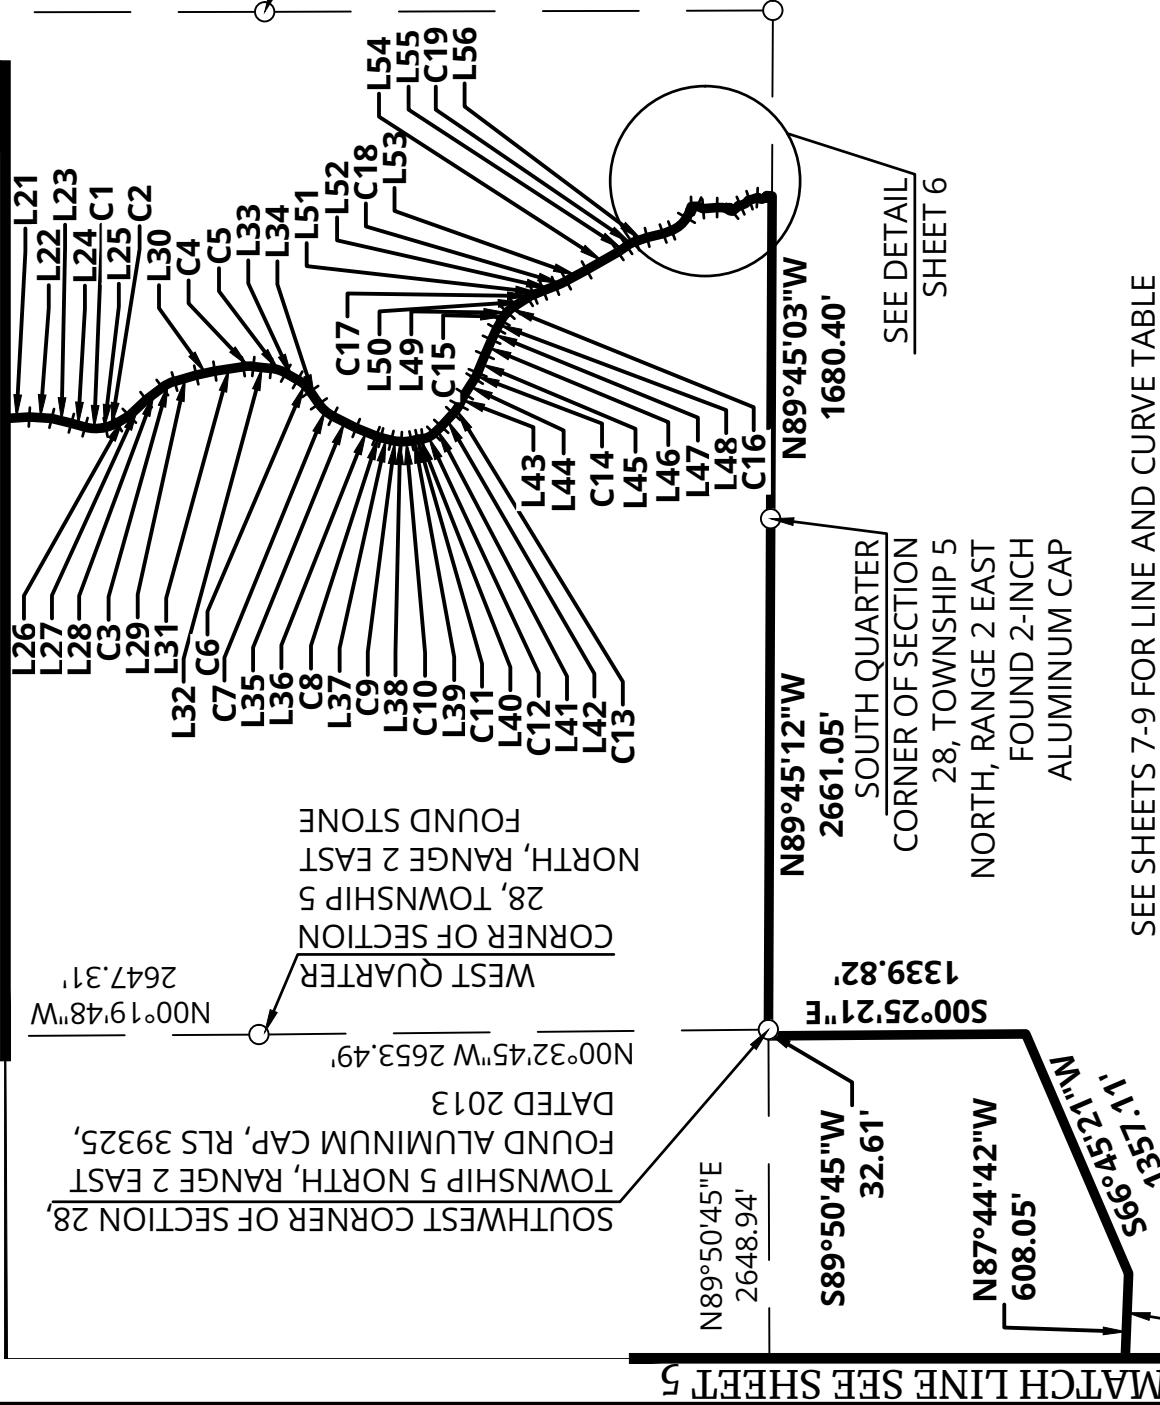 L21
L22
L23
L24
C1
L25
C2
L30
C4
C5
L33
L34
L51
L52
C18
L53
L54
L55
C19
L56
C17
L50
L49
C15
L26
L27
L28
C3
L29
L31
L32
C6
C7
L35
L36
C8
L37
C9
L38
C10
L39
C11
L40
C12
L41
L42
C13
L43
L44
C14
L45
L46
L47
L48
C16
SEE DETAIL
SHEET 6
N89°45'03"W
1680.40'
N89°45'12"W
2661.05'
SOUTH QUARTER
CORNER OF SECTION
28, TOWNSHIP 5
NORTH, RANGE 2 EAST
FOUND 2-INCH
ALUMINUM CAP
SEE SHEETS 7-9 FOR LINE AND CURVE TABLE
WEST QUARTER
CORNER OF SECTION
28, TOWNSHIP 5
NORTH, RANGE 2 EAST
FOUND STONE
N00°19'48"W
2647.31'
N00°32'45"W 2653.49'
SOUTHWEST CORNER OF SECTION 28,
TOWNSHIP 5 NORTH, RANGE 2 EAST
FOUND ALUMINUM CAP, RLS 39325,
DATED 2013
S00°25'21"E
1339.82'
S89°50'45"W
32.61'
N89°50'45"E
2648.94'
N87°44'42"W
608.05'
S66°45'21"W
1357.11'
MATCH LINE SEE SHEET 5